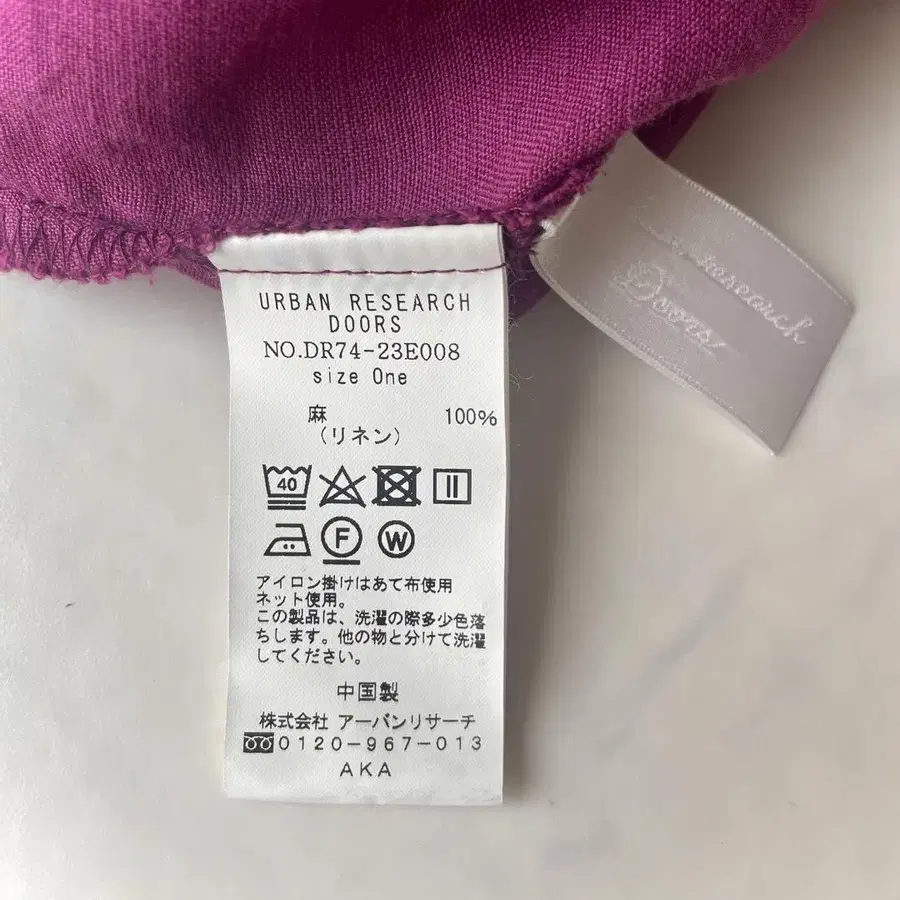 URBAN RESEARCH
DOORS
NO.DR74-23E008
size One
麻 100%
(リネン)
40
F W
アイロン掛けはあて布使用
ネット使用。
この製品は、洗濯の際多少色落
ちします。他の物と分けて洗濯
してください。
中国製
株式会社 アーバンリサーチ
0120-967-013
AKA
Doors